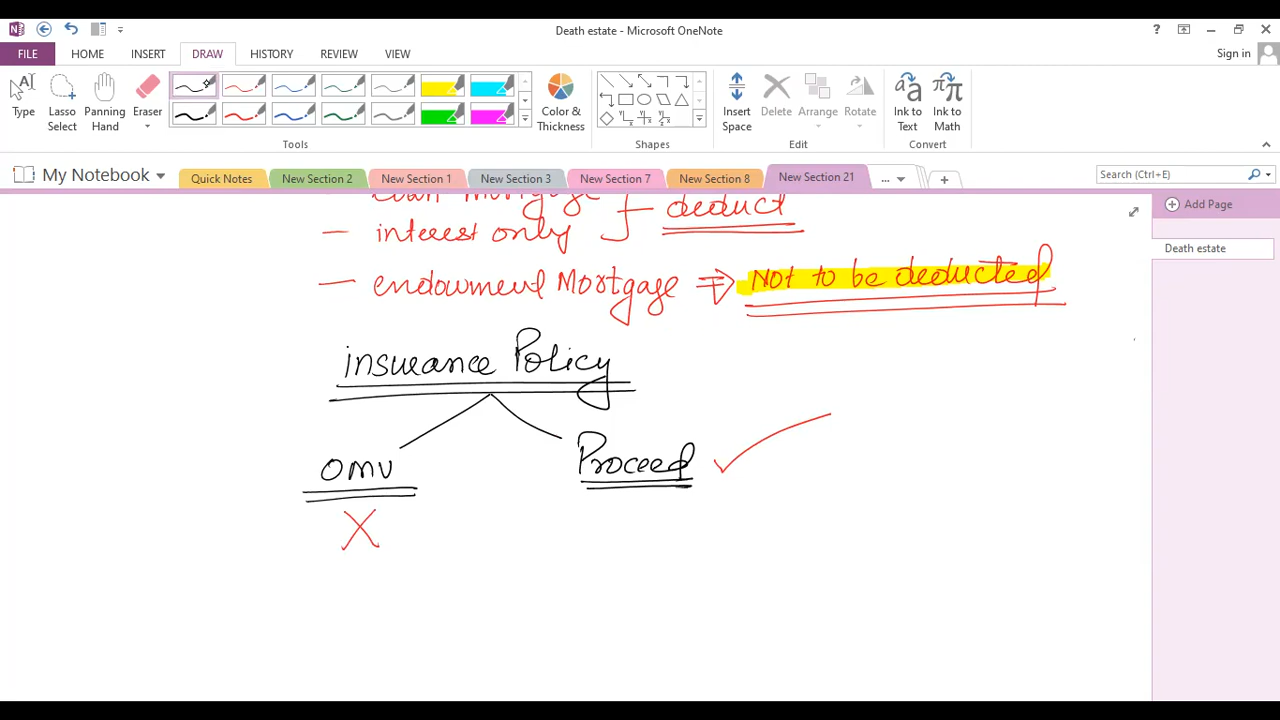 Death estate - Microsoft OneNote
?
Sign in
FILE HOME INSERT DRAW HISTORY REVIEW VIEW
Type
Lasso Select
Panning Hand
Eraser
Color & Thickness
Insert Space
Delete
Arrange
Rotate
Ink to Text
Ink to Math
Tools
Shapes
Edit
Convert
My Notebook
Quick Notes
New Section 2
New Section 1
New Section 3
New Section 7
New Section 8
New Section 21
...
Search (Ctrl+E)
Add Page
Death estate
loan Mortgage
deduct
— interest only
— endowment Mortgage ⇒ Not to be deducted
insurance Policy
OMV
Proceed ✓
X